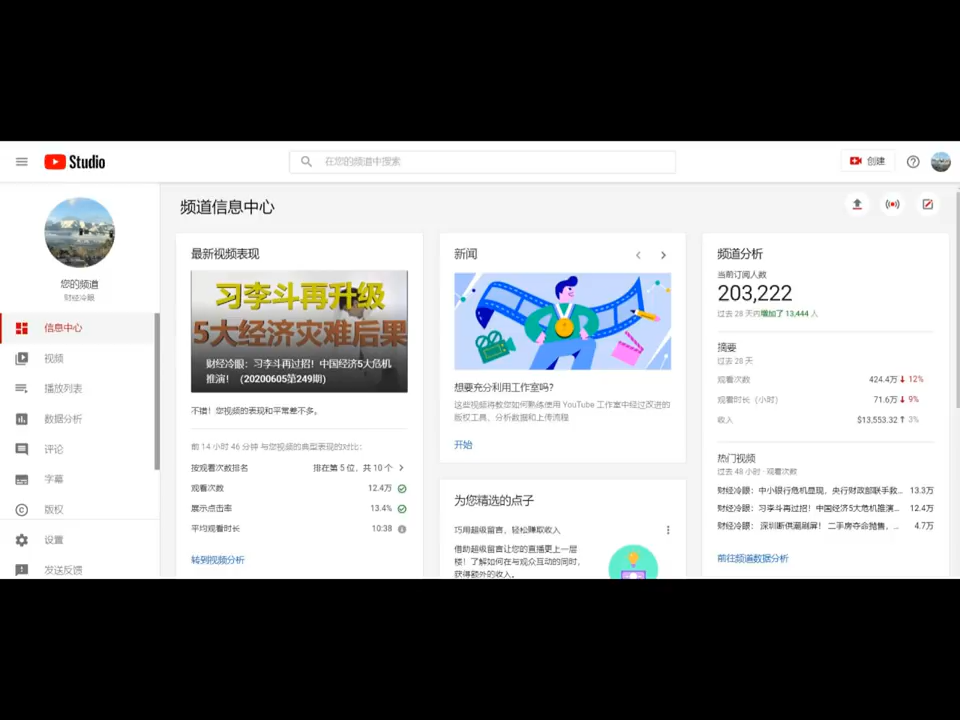 Studio
在您的频道中搜索
创建
您的频道
财经冷眼
信息中心
视频
播放列表
数据分析
评论
字幕
版权
设置
发送反馈
频道信息中心
最新视频表现
习李斗再升级
5大经济灾难后果
财经冷眼：习李斗再过招！中国经济5大危机
推演！（20200605第249期）
不错！您视频的表现和平常差不多。
前 14 小时 46 分钟 与您视频的典型表现的对比：
按观看次数排名
排在第 5 位，共 10 个
观看次数
12.4万
展示点击率
13.4%
平均观看时长
10:38
转到视频分析
新闻
想要充分利用工作室吗？
这些视频将教您如何熟练使用 YouTube 工作室中经过改进的
版权工具、分析数据和上传流程
开始
为您精选的点子
巧用超级留言，轻松赚取收入
借助超级留言让您的直播更上一层
楼！了解如何在与观众互动的同时，
获得额外的收入。
频道分析
当前订阅人数
203,222
过去 28 天内增加了 13,444 人
摘要
过去 28 天
观看次数
424.4万 12%
观看时长（小时）
71.6万 9%
收入
$13,553.32 3%
热门视频
过去 48 小时 · 观看次数
财经冷眼：中小银行危机显现，央行财政部联手救...
13.3万
财经冷眼：习李斗再过招！中国经济5大危机推演...
12.4万
财经冷眼： 深圳断供潮刷屏！ 二手房夺命抛售，...
4.7万
前往频道数据分析